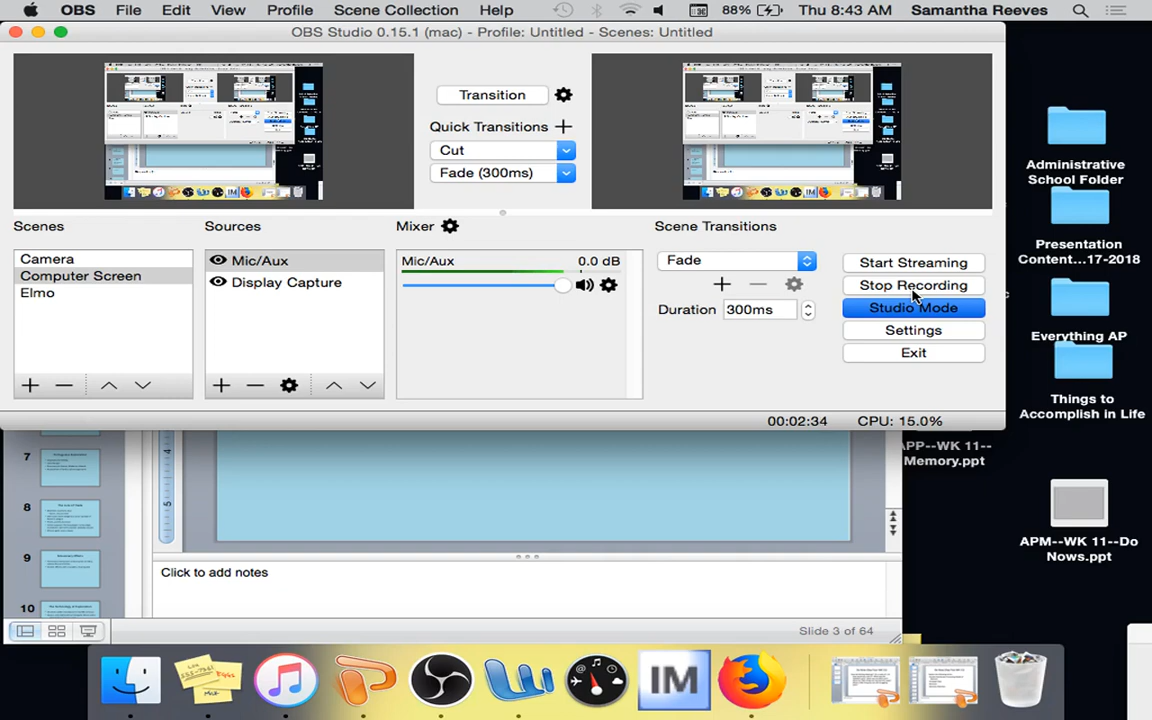 OBS File Edit View Profile Scene Collection Help 88% Thu 8:43 AM Samantha Reeves
OBS Studio 0.15.1 (mac) - Profile: Untitled - Scenes: Untitled
Transition
Quick Transitions
Cut
Fade (300ms)
Scenes
Camera
Computer Screen
Elmo
Sources
Mic/Aux
Display Capture
Mixer
Mic/Aux 0.0 dB
Scene Transitions
Fade
Duration 300ms
Start Streaming
Stop Recording
Studio Mode
Settings
Exit
00:02:34 CPU: 15.0%
Administrative
School Folder
Presentation
Content...17-2018
Everything AP
Things to
Accomplish in Life
APP--WK 11--
Memory.ppt
APM--WK 11--Do
Nows.ppt
7
8
9
10
4
5
Click to add notes
Slide 3 of 64
IM